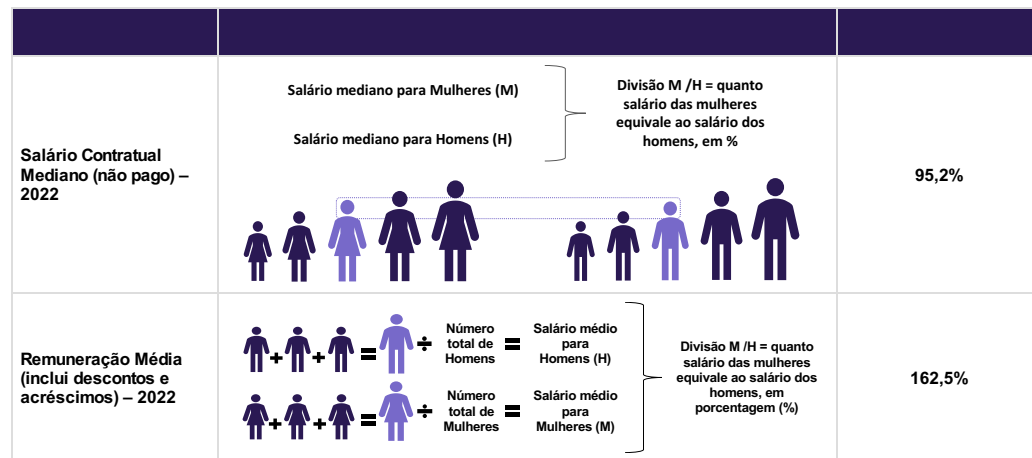 Salário Contratual
Mediano (não pago) –
2022
Salário mediano para Mulheres (M)
Salário mediano para Homens (H)
Divisão M /H = quanto
salário das mulheres
equivale ao salário dos
homens, em %
95,2%
Remuneração Média
(inclui descontos e
acréscimos) – 2022
+ + = ÷
Número
total de
Homens
=
Salário médio
para
Homens (H)
+ + = ÷
Número
total de
Mulheres
=
Salário médio
para
Mulheres (M)
Divisão M /H = quanto
salário das mulheres
equivale ao salário dos
homens, em
porcentagem (%)
162,5%